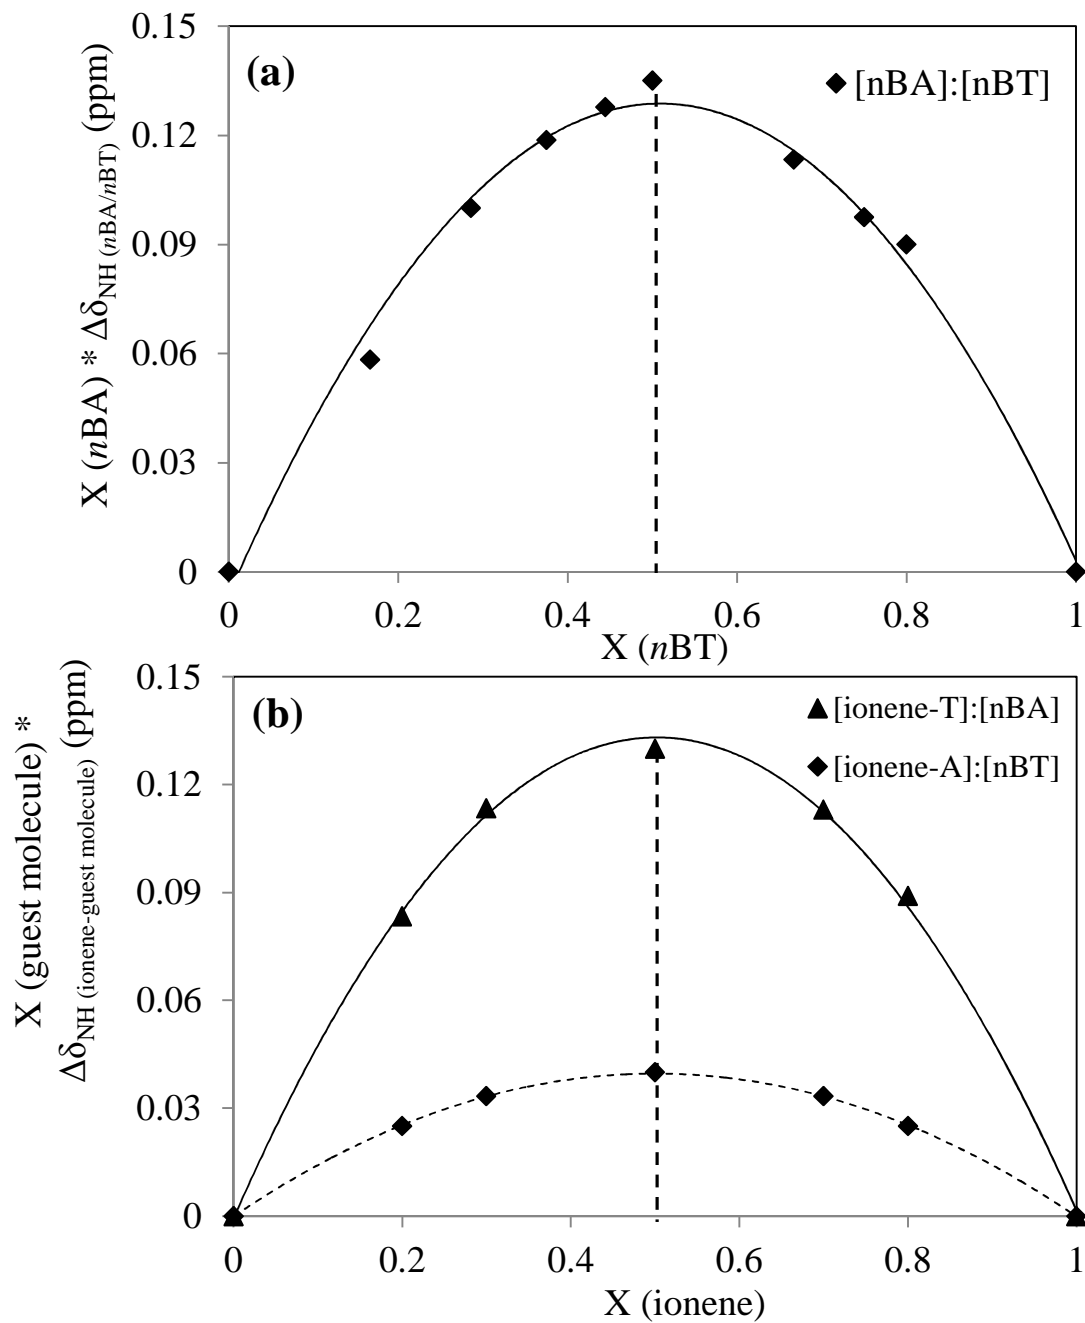 0.15
(a)
[nBA]:[nBT]
0.12
0.09
0.06
0.03
0
X (nBA) * ΔδNH (nBA/nBT) (ppm)
0 0.2 0.4 0.6 0.8 1
X (nBT)
0.15
(b)
[ionene-T]:[nBA]
[ionene-A]:[nBT]
0.12
0.09
0.06
0.03
0
X (guest molecule) *
ΔδNH (ionene-guest molecule) (ppm)
0 0.2 0.4 0.6 0.8 1
X (ionene)